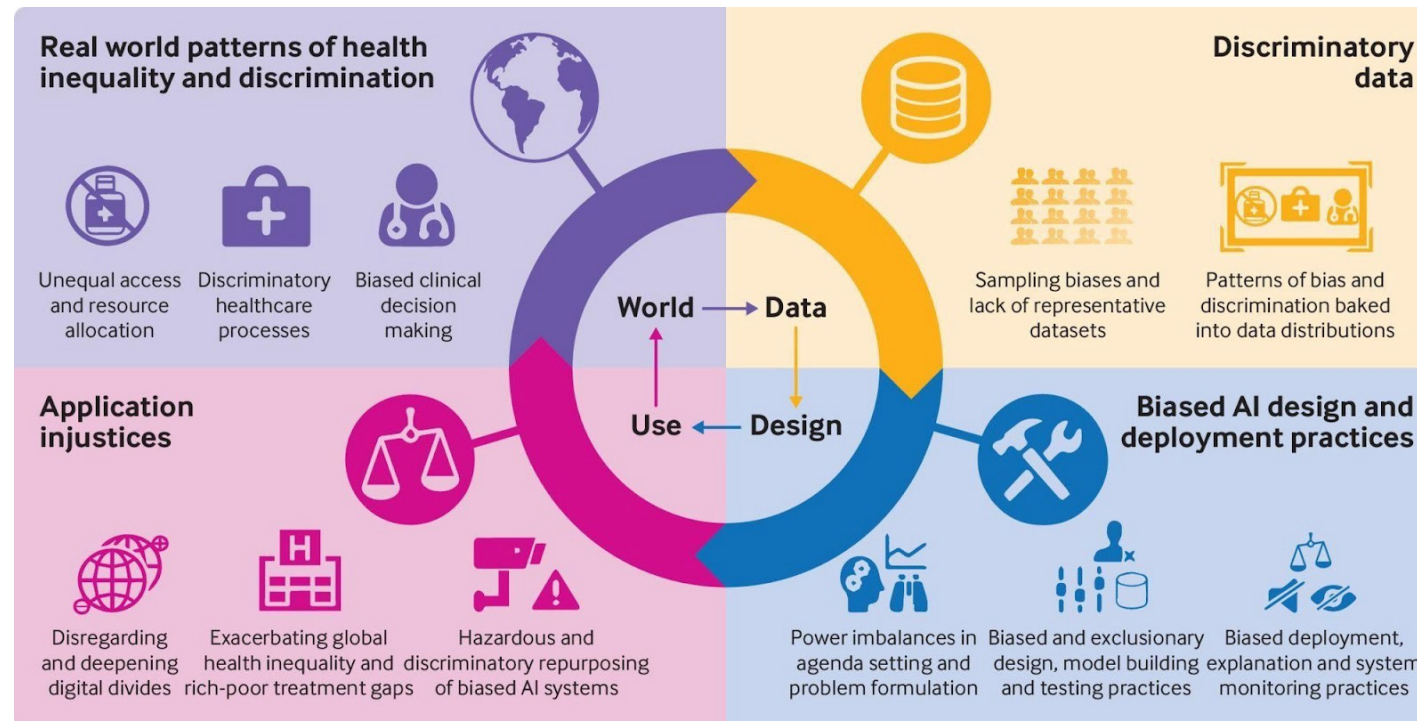 Real world patterns of health
inequality and discrimination
Unequal access
and resource
allocation
Discriminatory
healthcare
processes
Biased clinical
decision
making
Discriminatory
data
Sampling biases and
lack of representative
datasets
Patterns of bias and
discrimination baked
into data distributions
World
Data
Use
Design
Application
injustices
H
Disregarding
and deepening
digital divides
Exacerbating global
health inequality and
rich-poor treatment gaps
Hazardous and
discriminatory repurposing
of biased AI systems
Biased AI design and
deployment practices
Power imbalances in
agenda setting and
problem formulation
Biased and exclusionary
design, model building
and testing practices
Biased deployment,
explanation and system
monitoring practices